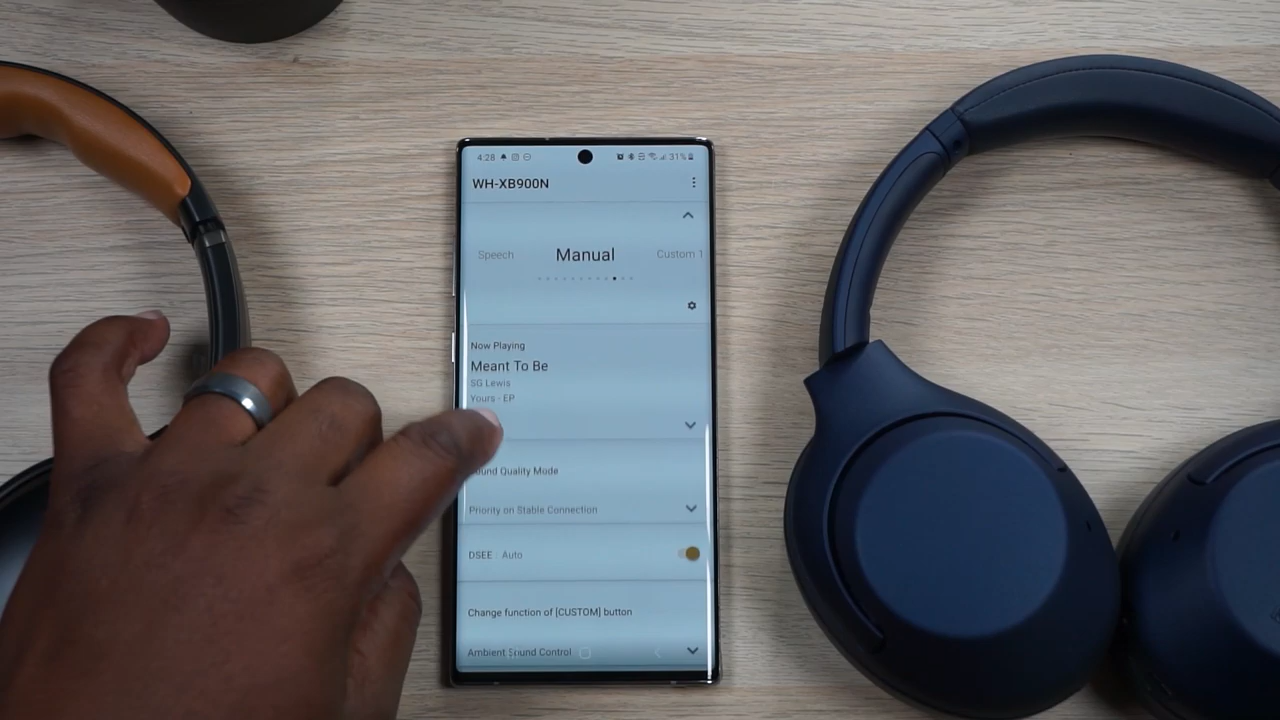 4:28 31%
WH-XB900N
Speech Manual Custom 1
Now Playing
Meant To Be
SG Lewis
Yours - EP
ound Quality Mode
Priority on Stable Connection
DSEE : Auto
Change function of [CUSTOM] button
Ambient Sound Control